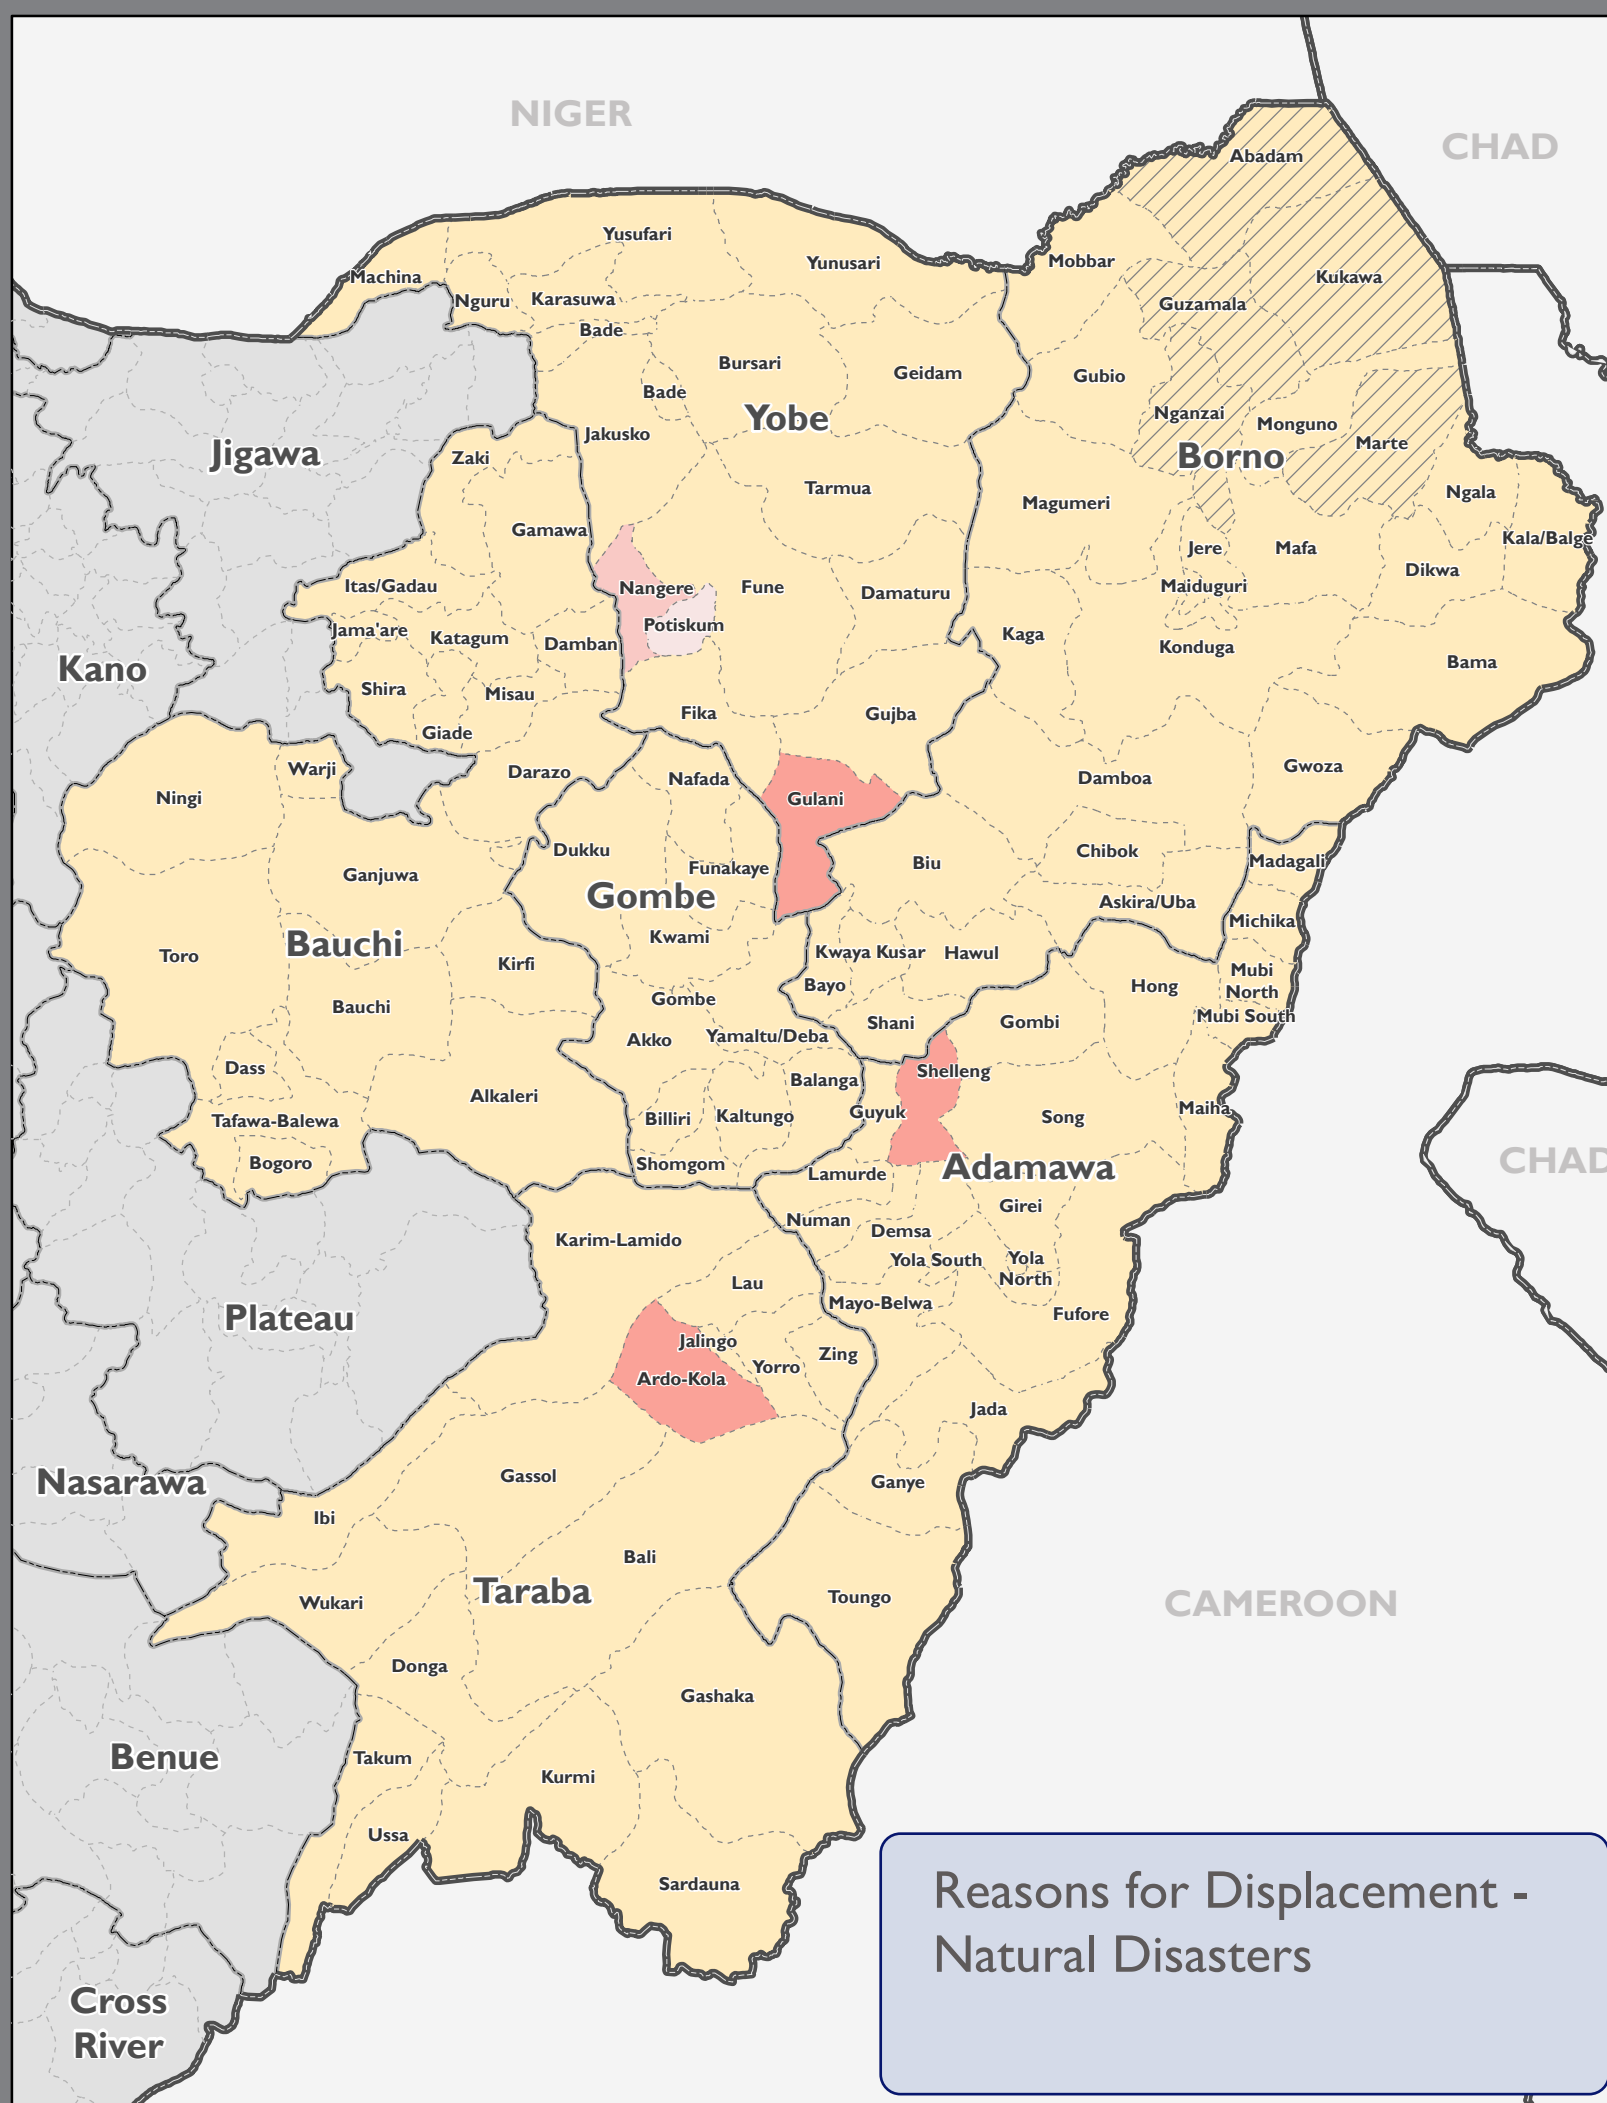 NIGER
CHAD
Abadam
Yusufari
Yunusari
Mobbar
Machina
Kukawa
Nguru
Karasuwa
Guzamala
Bade
Bursari
Geidam
Gubio
Bade
Yobe
Nganzai
Monguno
Jakusko
Marte
Jigawa
Zaki
Borno
Tarmua
Ngala
Magumeri
Gamawa
Kala/Balge
Jere
Mafa
Dikwa
Itas/Gadau
Nangere
Fune
Damaturu
Maiduguri
Jama'are
Katagum
Damban
Potiskum
Kaga
Konduga
Kano
Bama
Shira
Misau
Fika
Gujba
Giade
Warji
Darazo
Nafada
Damboa
Gwoza
Ningi
Gulani
Dukku
Biu
Chibok
Madagali
Ganjuwa
Funakaye
Gombe
Askira/Uba
Michika
Kwami
Bauchi
Toro
Kirfi
Kwaya Kusar
Hawul
Mubi
North
Bayo
Hong
Gombe
Bauchi
Mubi South
Shani
Gombi
Akko
Yamaltu/Deba
Dass
Shelleng
Balanga
Alkaleri
Guyuk
Maiha
Tafawa-Balewa
Billiri
Kaltungo
Song
Bogoro
Shomgom
CHAD
Lamurde
Adamawa
Girei
Numan
Demsa
Karim-Lamido
Yola South
Yola
North
Lau
Mayo-Belwa
Fufore
Plateau
Jalingo
Zing
Yorro
Ardo-Kola
Jada
Nasarawa
Gassol
Ganye
Ibi
Bali
Taraba
Wukari
Toungo
CAMEROON
Donga
Gashaka
Benue
Takum
Kurmi
Ussa
Sardauna
Reasons for Displacement -
Natural Disasters
Cross
River